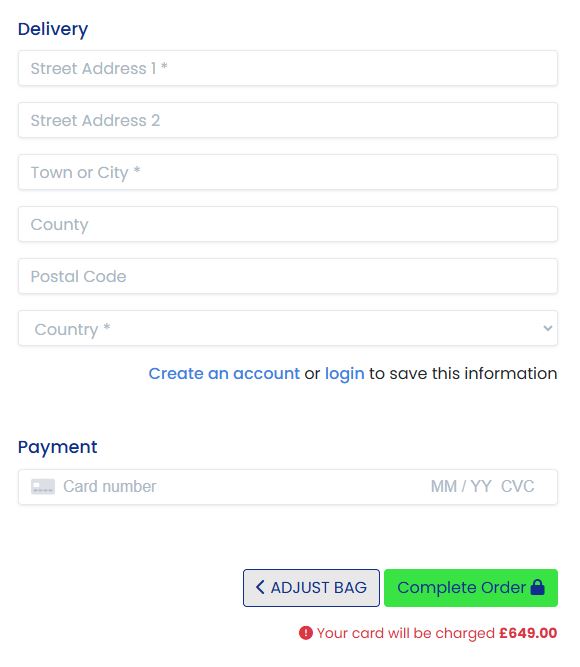 Delivery
Street Address 1 *
Street Address 2
Town or City *
County
Postal Code
Country *
Create an account or login to save this information
Payment
Card number MM / YY CVC
ADJUST BAG Complete Order
Your card will be charged £649.00